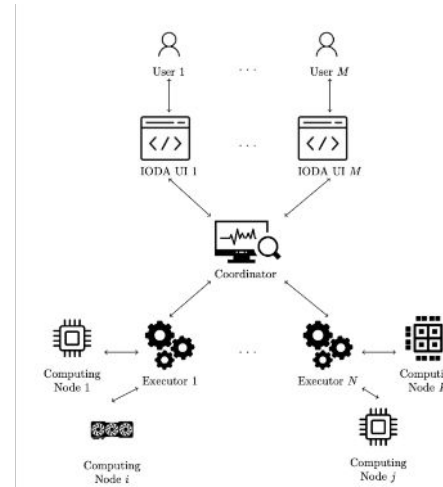 User 1
. . .
User M
</>
. . .
</>
IODA UI 1
IODA UI M
Coordinator
Computing
Node 1
Executor 1
. . .
Executor N
Computing
Node i
Computing
Node j